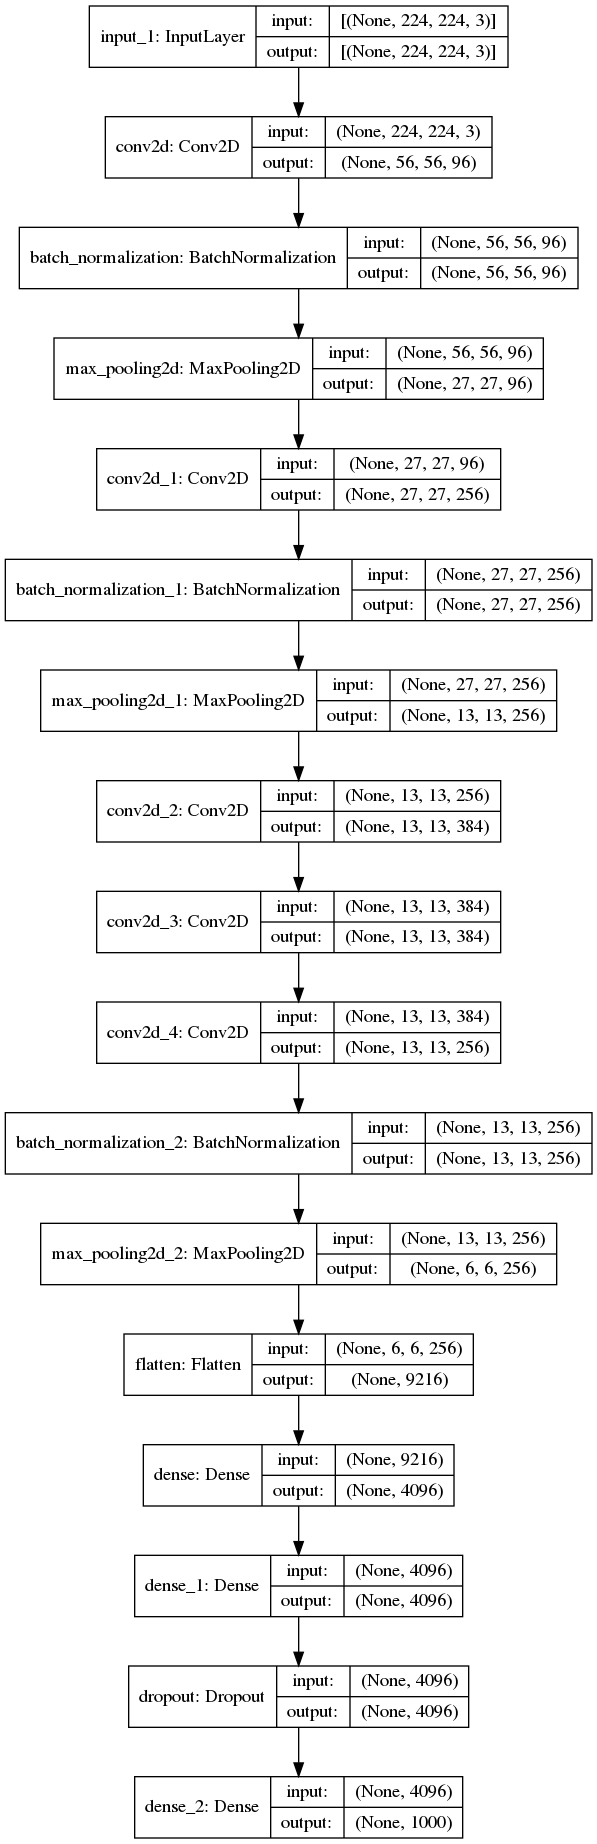 input_1: InputLayer
input: [(None, 224, 224, 3)]
output: [(None, 224, 224, 3)]
conv2d: Conv2D
input: (None, 224, 224, 3)
output: (None, 56, 56, 96)
batch_normalization: BatchNormalization
input: (None, 56, 56, 96)
output: (None, 56, 56, 96)
max_pooling2d: MaxPooling2D
input: (None, 56, 56, 96)
output: (None, 27, 27, 96)
conv2d_1: Conv2D
input: (None, 27, 27, 96)
output: (None, 27, 27, 256)
batch_normalization_1: BatchNormalization
input: (None, 27, 27, 256)
output: (None, 27, 27, 256)
max_pooling2d_1: MaxPooling2D
input: (None, 27, 27, 256)
output: (None, 13, 13, 256)
conv2d_2: Conv2D
input: (None, 13, 13, 256)
output: (None, 13, 13, 384)
conv2d_3: Conv2D
input: (None, 13, 13, 384)
output: (None, 13, 13, 384)
conv2d_4: Conv2D
input: (None, 13, 13, 384)
output: (None, 13, 13, 256)
batch_normalization_2: BatchNormalization
input: (None, 13, 13, 256)
output: (None, 13, 13, 256)
max_pooling2d_2: MaxPooling2D
input: (None, 13, 13, 256)
output: (None, 6, 6, 256)
flatten: Flatten
input: (None, 6, 6, 256)
output: (None, 9216)
dense: Dense
input: (None, 9216)
output: (None, 4096)
dense_1: Dense
input: (None, 4096)
output: (None, 4096)
dropout: Dropout
input: (None, 4096)
output: (None, 4096)
dense_2: Dense
input: (None, 4096)
output: (None, 1000)